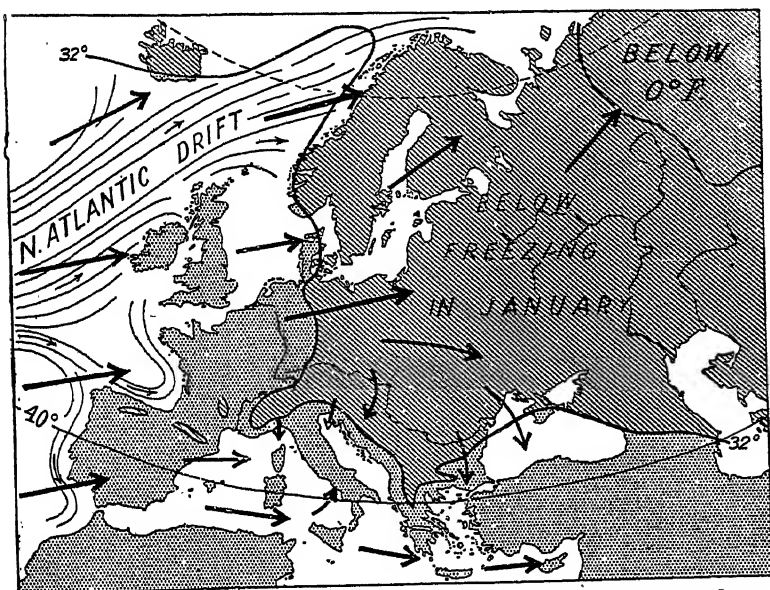 32°
BELOW
0°F.
N. ATLANTIC DRIFT
BELOW
FREEZING
IN JANUARY
40°
32°